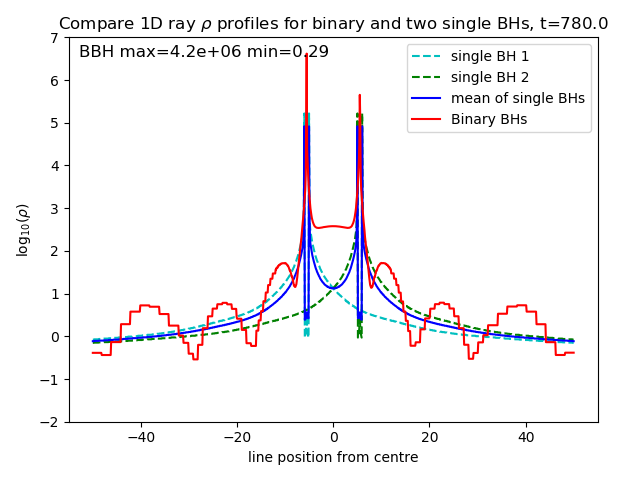 Compare 1D ray ρ profiles for binary and two single BHs, t=780.0
BBH max=4.2e+06 min=0.29
single BH 1
single BH 2
mean of single BHs
Binary BHs
7
6
5
4
3
2
1
0
−1
−2
log₁₀(ρ)
−40
−20
0
20
40
line position from centre